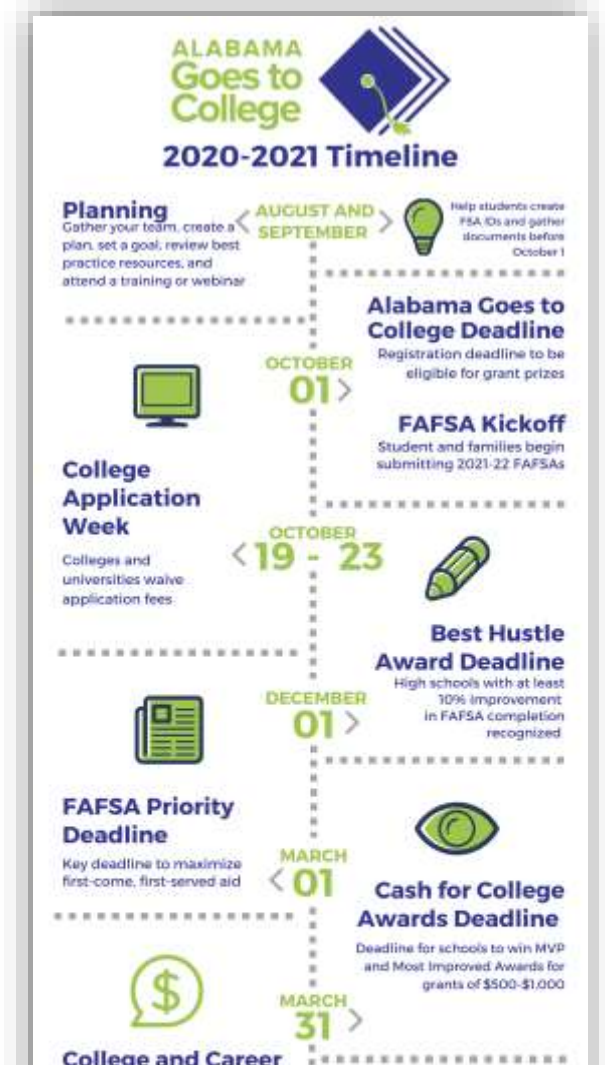 ALABAMA
Goes to
College
2020-2021 Timeline
Planning
Gather your team, create a
plan, set a goal, review best
practice resources, and
attend a training or webinar
AUGUST AND
SEPTEMBER
Help students create
FSA IDs and gather
documents before
October 1
Alabama Goes to
College Deadline
Registration deadline to be
eligible for grant prizes
OCTOBER
01
FAFSA Kickoff
Student and families begin
submitting 2021-22 FAFSAs
College
Application
Week
Colleges and
universities waive
application fees
OCTOBER
19 - 23
Best Hustle
Award Deadline
High schools with at least
10% improvement
in FAFSA completion
recognized
DECEMBER
01
FAFSA Priority
Deadline
Key deadline to maximize
first-come, first-served aid
MARCH
01
Cash for College
Awards Deadline
Deadline for schools to win MVP
and Most Improved Awards for
grants of $500-$1,000
$
MARCH
31
College and Career